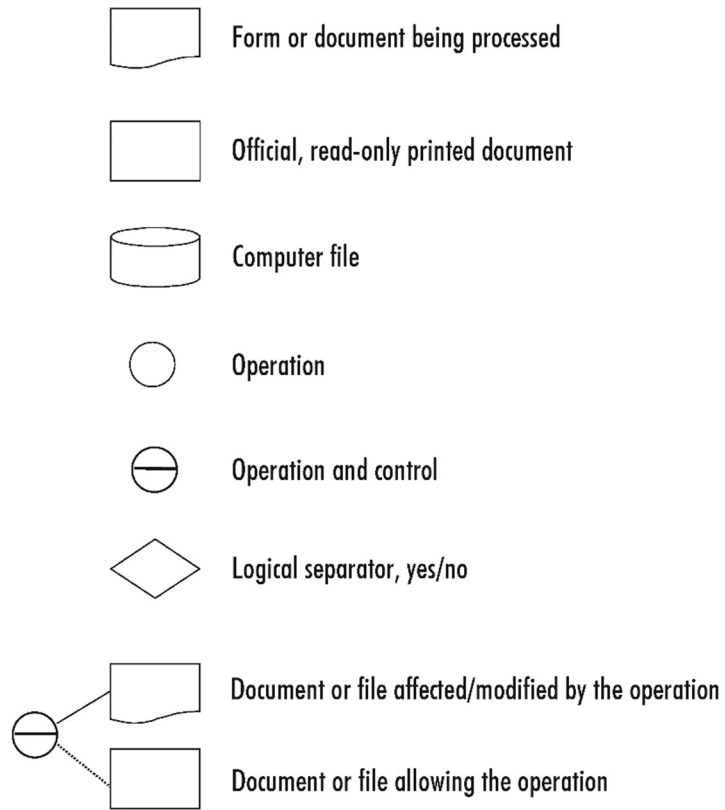 Form or document being processed
Official, read-only printed document
Computer file
Operation
Operation and control
Logical separator, yes/no
Document or file affected/modified by the operation
Document or file allowing the operation